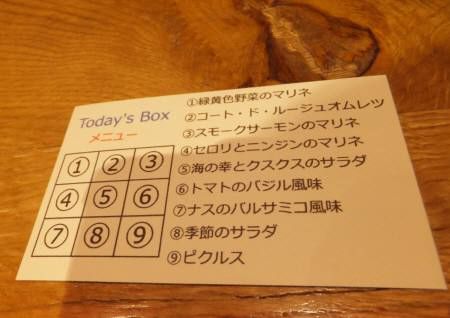 Today's Box
メニュー
① ② ③
④ ⑤ ⑥
⑦ ⑧ ⑨
①緑黄色野菜のマリネ
②コート・ド・ルージュオムレツ
③スモークサーモンのマリネ
④セロリとニンジンのマリネ
⑤海の幸とクスクスのサラダ
⑥トマトのバジル風味
⑦ナスのバルサミコ風味
⑧季節のサラダ
⑨ピクルス